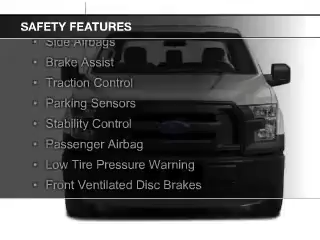 SAFETY FEATURES
• Side Airbags
• Brake Assist
• Traction Control
• Parking Sensors
• Stability Control
• Passenger Airbag
• Low Tire Pressure Warning
• Front Ventilated Disc Brakes